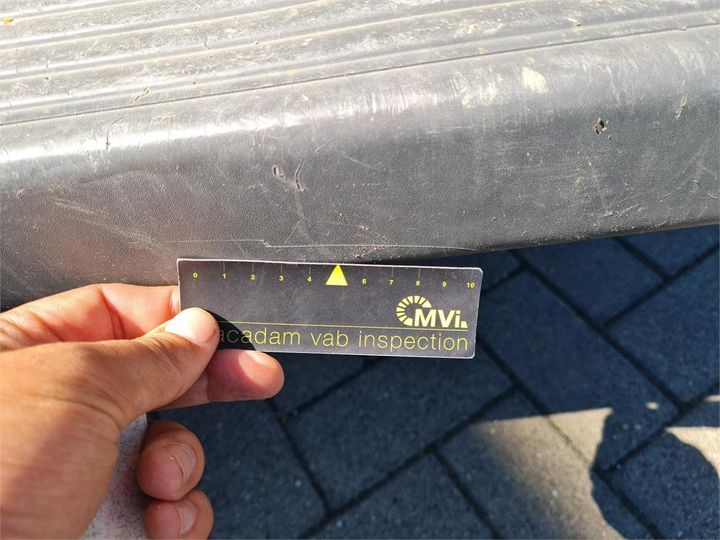 0 1 2 3 4 6 7 8 9 10
MVi.
acadam vab inspection